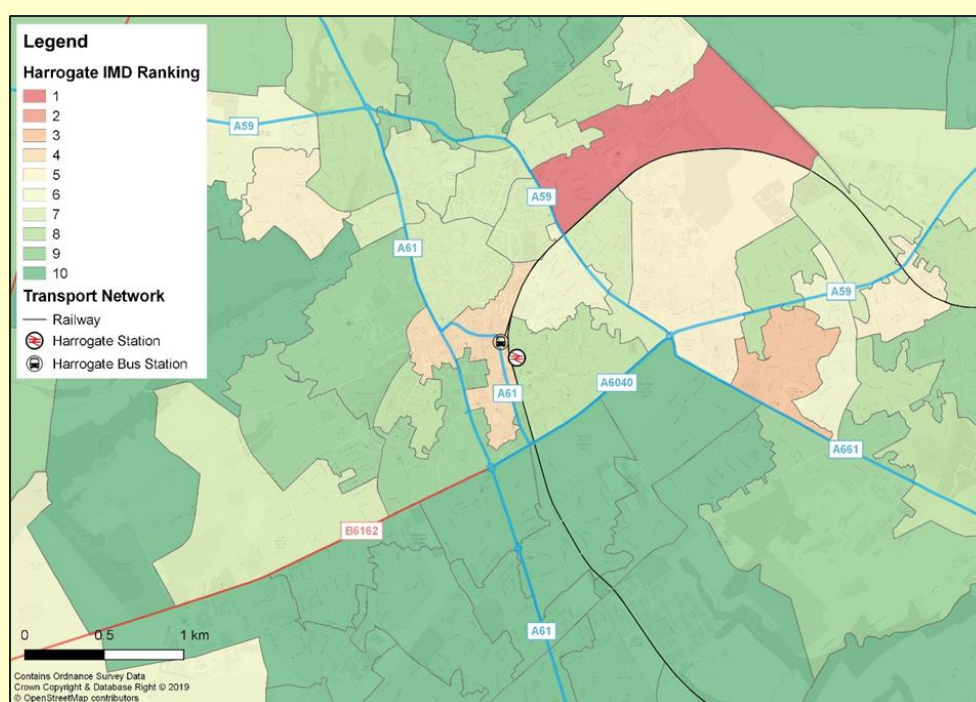 Legend
Harrogate IMD Ranking
1
2
3
4
5
6
7
8
9
10
Transport Network
Railway
Harrogate Station
Harrogate Bus Station
A59
A61
A59
A59
A61
A6040
A661
B6162
A61
0 0.5 1 km
Contains Ordnance Survey Data
Crown Copyright & Database Right © 2019
© OpenStreetMap contributors